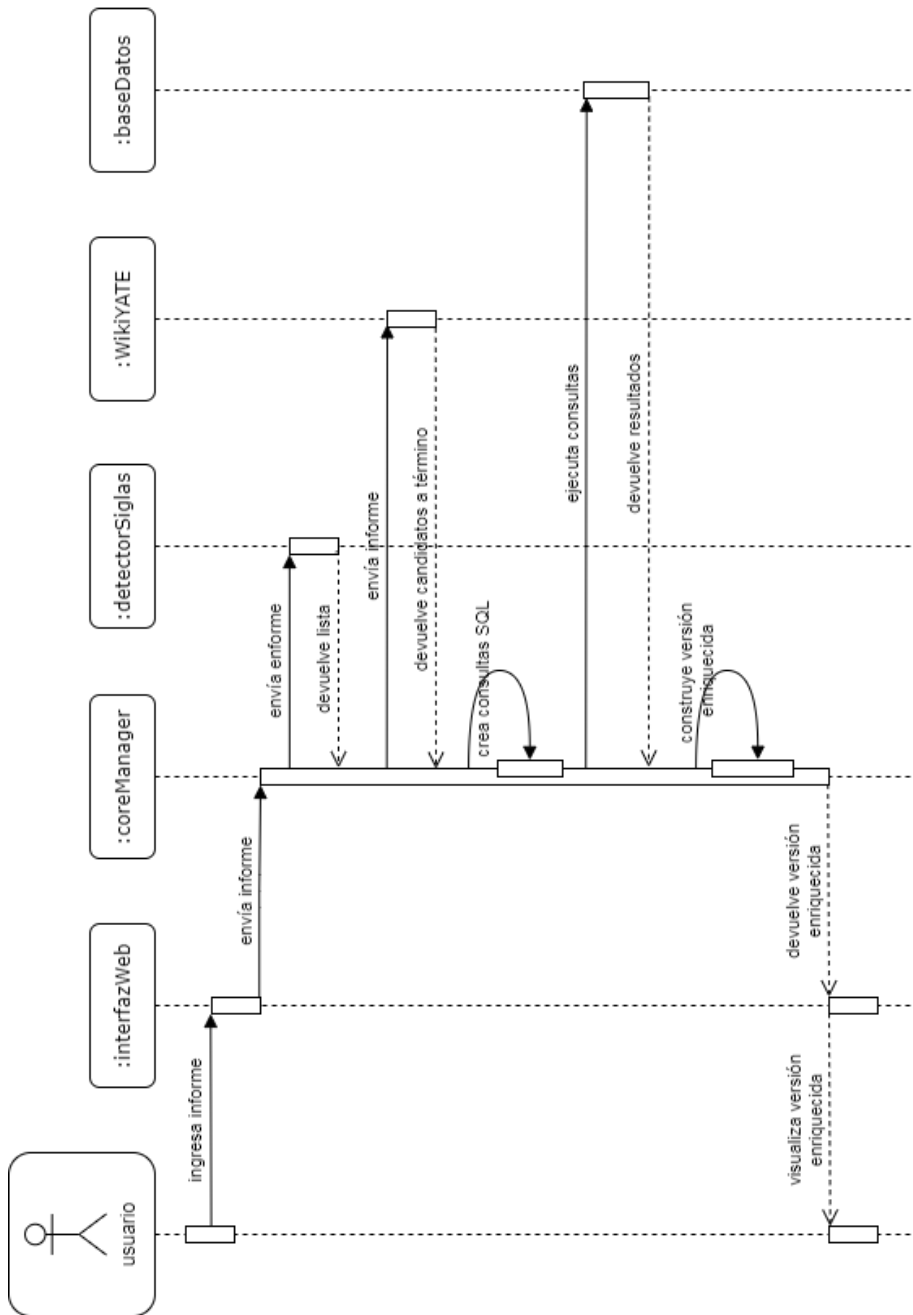 usuario
:interfazWeb
:coreManager
:detectorSiglas
:WikiYATE
:baseDatos
ingresa informe
envía informe
envía enforme
devuelve lista
envía informe
devuelve candidatos a término
crea consultas SQL
ejecuta consultas
devuelve resultados
construye versión
enriquecida
devuelve versión
enriquecida
visualiza versión
enriquecida